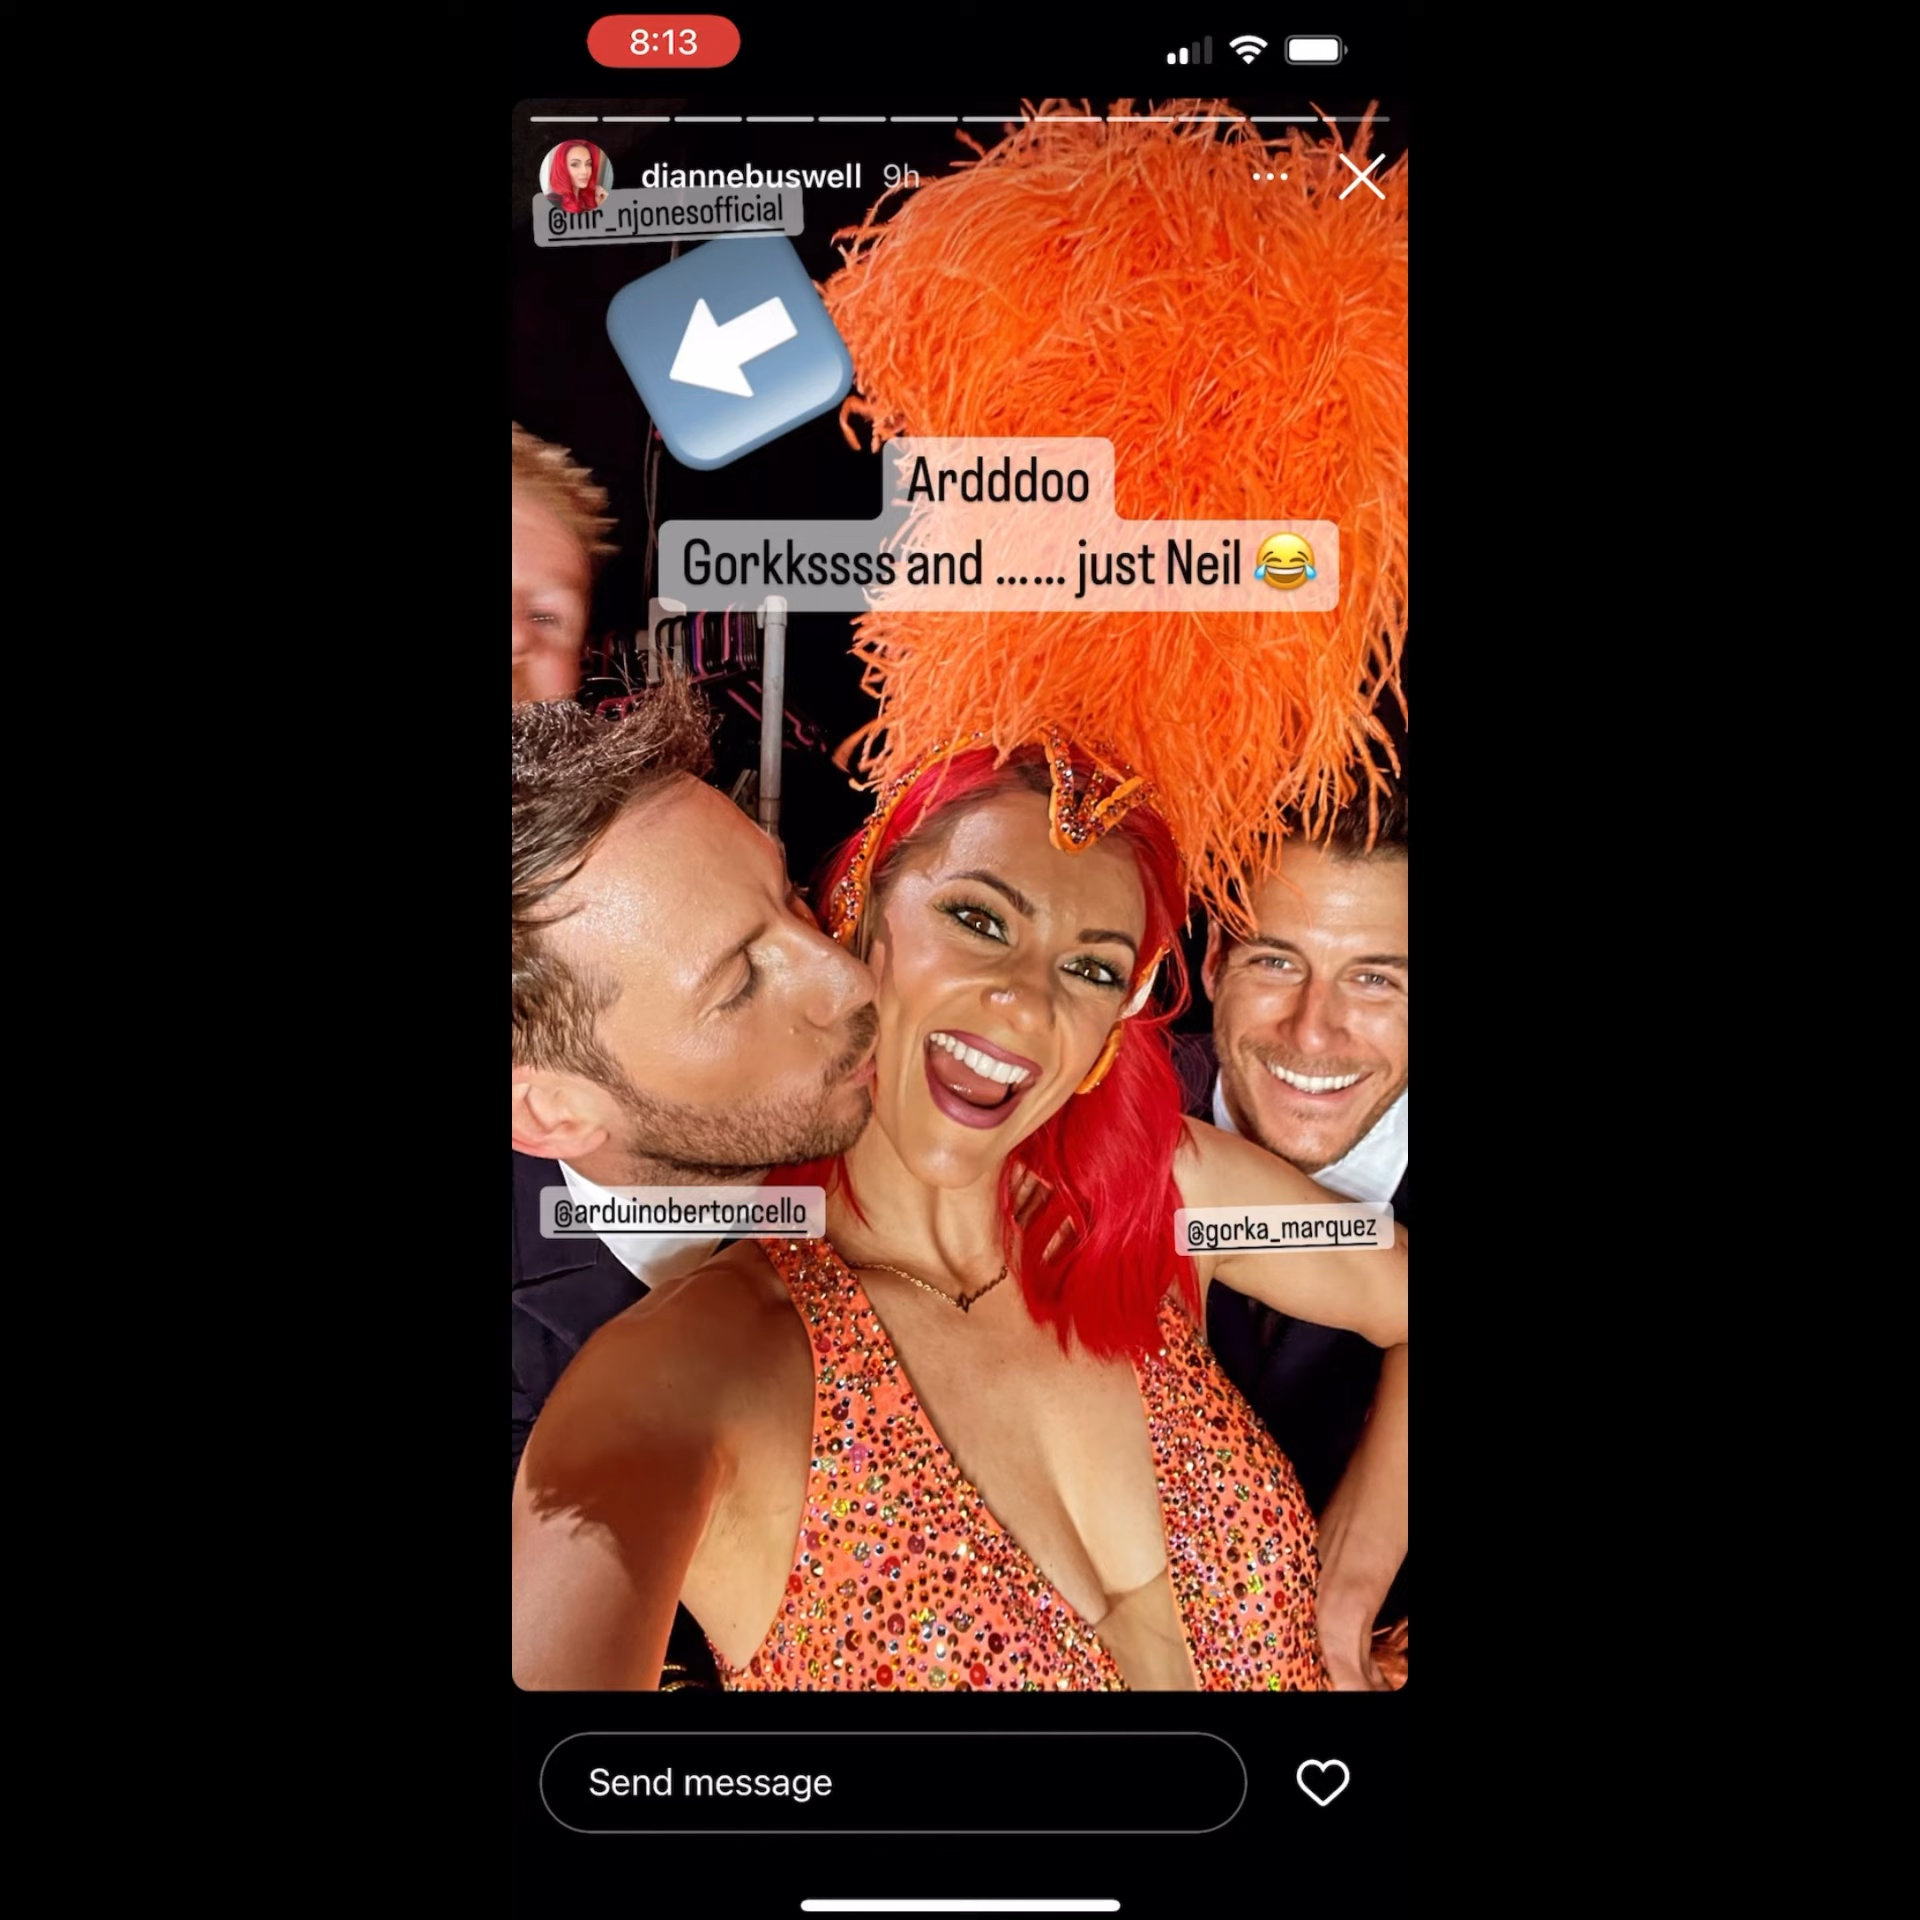 8:13
diannebuswell 9h
@mr_njonesofficial
Ardddoo
Gorkkssss and ...... just Neil 😂
@arduinobertoncello
@gorka_marquez
Send message